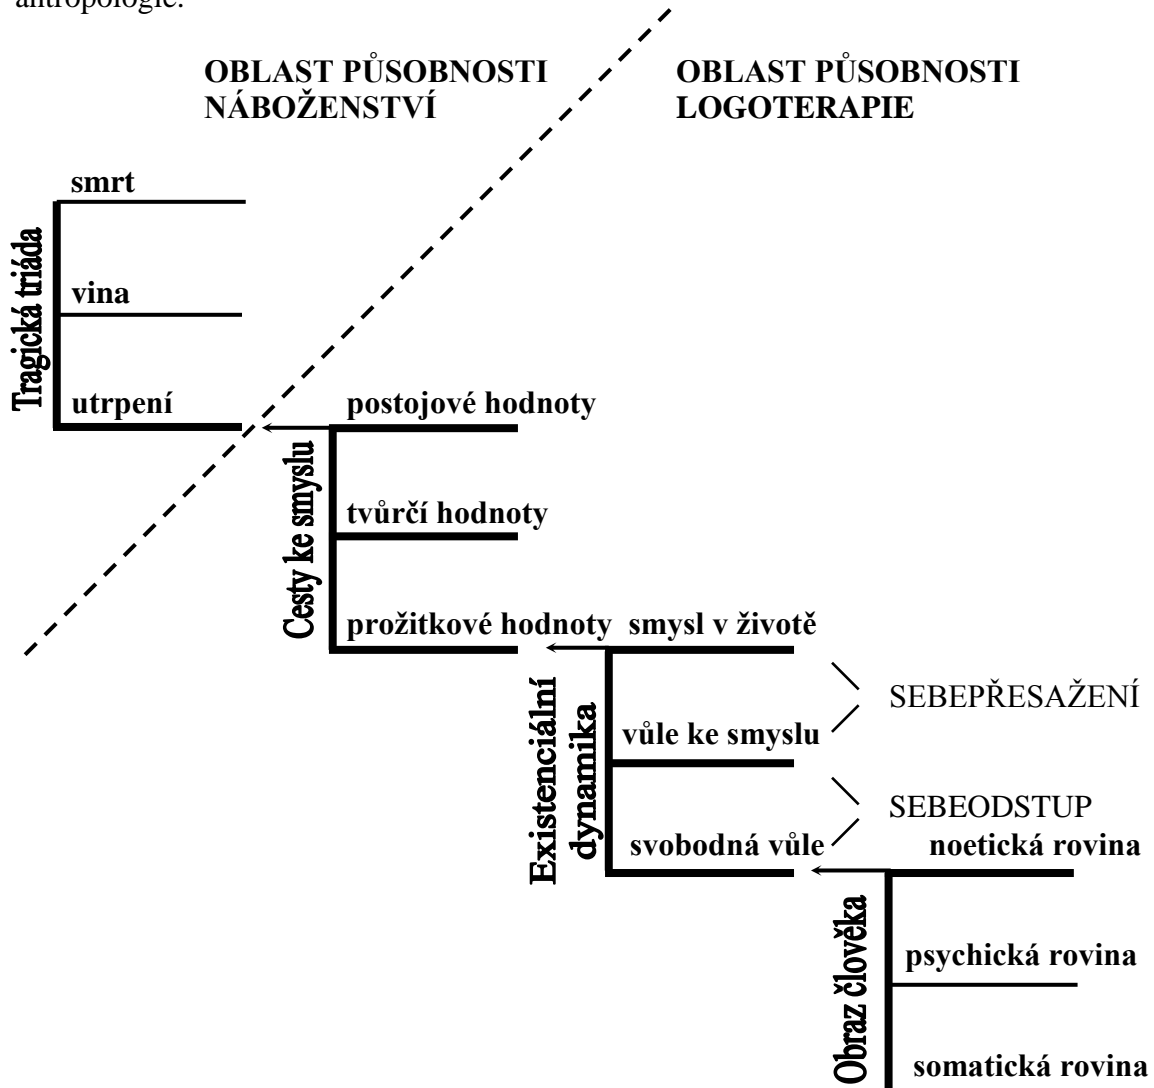 antropologie.
OBLAST PŮSOBNOSTI
NÁBOŽENSTVÍ
OBLAST PŮSOBNOSTI
LOGOTERAPIE
Tragická triáda
smrt
vina
utrpení
Cesty ke smyslu
postojové hodnoty
tvůrčí hodnoty
prožitkové hodnoty
Existenciální
dynamika
smysl v životě
vůle ke smyslu
svobodná vůle
SEBEPŘESAŽENÍ
SEBEODSTUP
Obraz člověka
noetická rovina
psychická rovina
somatická rovina